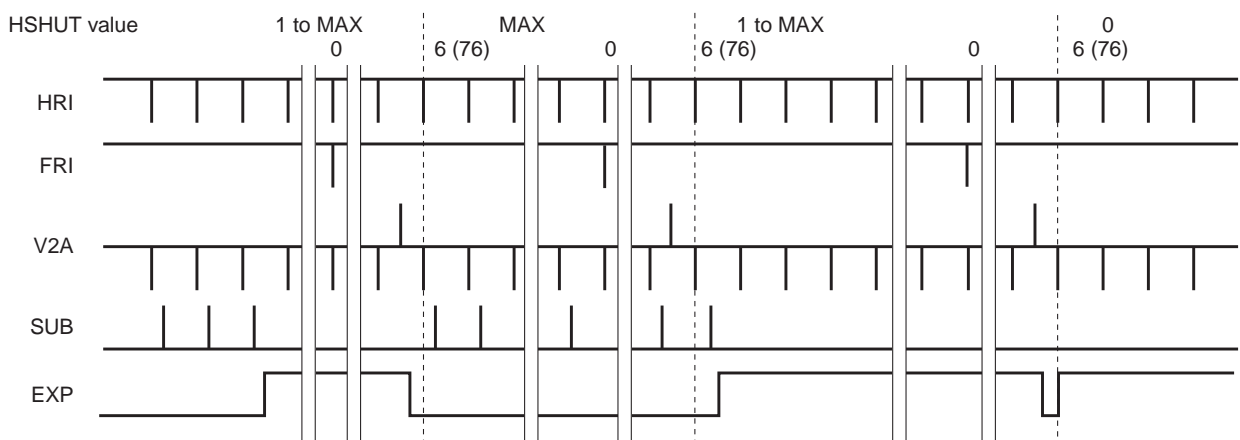 HSHUT value 1 to MAX MAX 1 to MAX 0
0 6 (76) 0 6 (76) 0 6 (76)
HRI
FRI
V2A
SUB
EXP